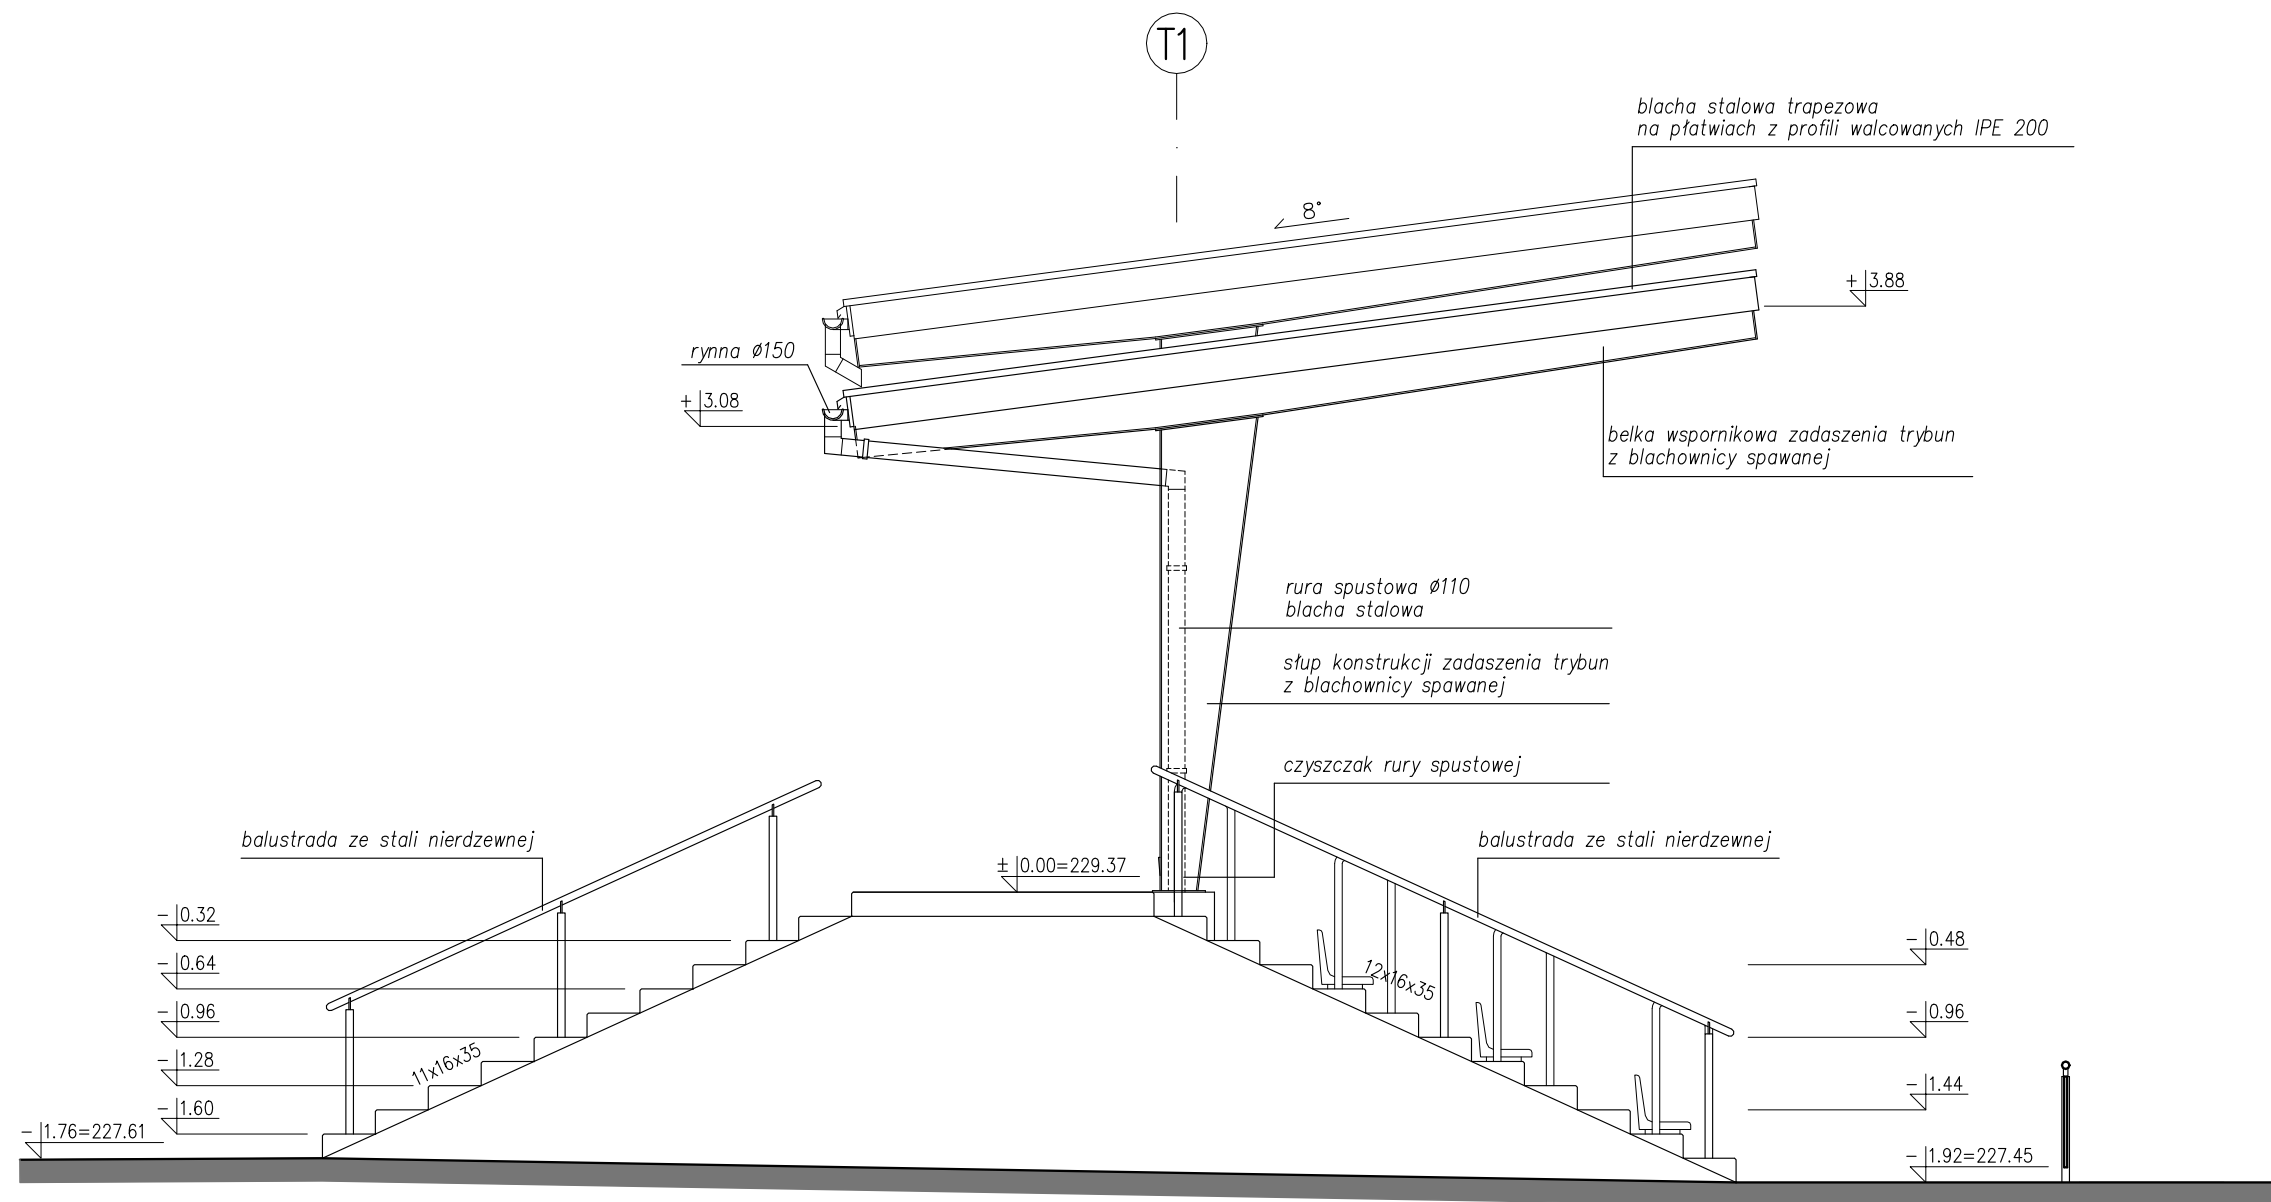 T1
blacha stalowa trapezowa
na płatwiach z profili walcowanych IPE 200
8°
+ 3.88
rynna ø150
+ 3.08
belka wspornikowa zadaszenia trybun
z blachownicy spawanej
rura spustowa ø110
blacha stalowa
słup konstrukcji zadaszenia trybun
z blachownicy spawanej
czyszczak rury spustowej
balustrada ze stali nierdzewnej
balustrada ze stali nierdzewnej
± 0.00=229.37
- 0.32
- 0.48
- 0.64
12x16x35
- 0.96
- 0.96
- 1.28
11x16x35
- 1.44
- 1.60
- 1.76=227.61
- 1.92=227.45